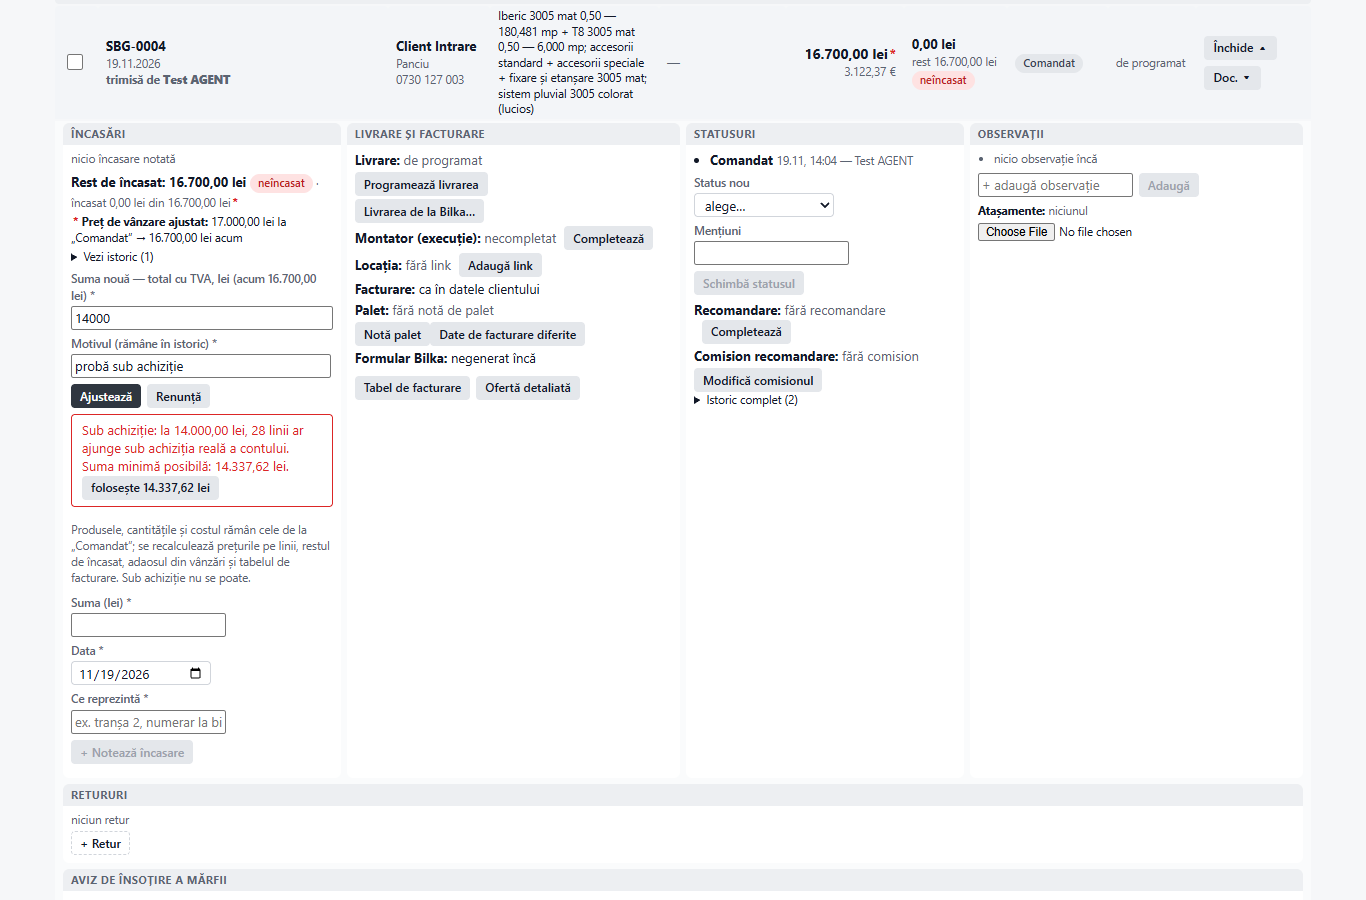 SBG-0004
19.11.2026
trimisă de Test AGENT
Client Intrare
Panciu
0730 127 003
Iberic 3005 mat 0,50 —
180,481 mp + T8 3005 mat
0,50 — 6,000 mp; accesorii
standard + accesorii speciale
+ fixare și etanșare 3005 mat;
sistem pluvial 3005 colorat
(lucios)
—
16.700,00 lei*
3.122,37 €
0,00 lei
rest 16.700,00 lei
neîncasat
Comandat
de programat
Închide ▲
Doc. ▼
ÎNCASĂRI
nicio încasare notată
Rest de încasat: 16.700,00 lei neîncasat ·
încasat 0,00 lei din 16.700,00 lei*
* Preț de vânzare ajustat: 17.000,00 lei la
„Comandat” → 16.700,00 lei acum
▶ Vezi istoric (1)
Suma nouă — total cu TVA, lei (acum 16.700,00
lei) *
14000
Motivul (rămâne în istoric) *
probă sub achiziție
Ajustează
Renunță
Sub achiziție: la 14.000,00 lei, 28 linii ar
ajunge sub achiziția reală a contului.
Suma minimă posibilă: 14.337,62 lei.
folosește 14.337,62 lei
Produsele, cantitățile și costul rămân cele de la
„Comandat”; se recalculează prețurile pe linii, restul
de încasat, adaosul din vânzări și tabelul de
facturare. Sub achiziție nu se poate.
Suma (lei) *
Data *
11/19/2026
Ce reprezintă *
ex. tranșa 2, numerar la bi
+ Notează încasare
LIVRARE ȘI FACTURARE
Livrare: de programat
Programează livrarea
Livrarea de la Bilka...
Montator (execuție): necompletat Completează
Locația: fără link Adaugă link
Facturare: ca în datele clientului
Palet: fără notă de palet
Notă palet Date de facturare diferite
Formular Bilka: negenerat încă
Tabel de facturare Ofertă detaliată
STATUSURI
• Comandat 19.11, 14:04 — Test AGENT
Status nou
alege...
Mențiuni
Schimbă statusul
Recomandare: fără recomandare
Completează
Comision recomandare: fără comision
Modifică comisionul
▶ Istoric complet (2)
OBSERVAȚII
• nicio observație încă
+ adaugă observație Adaugă
Atașamente: niciunul
Choose File No file chosen
RETURURI
niciun retur
+ Retur
AVIZ DE ÎNSOȚIRE A MĂRFII